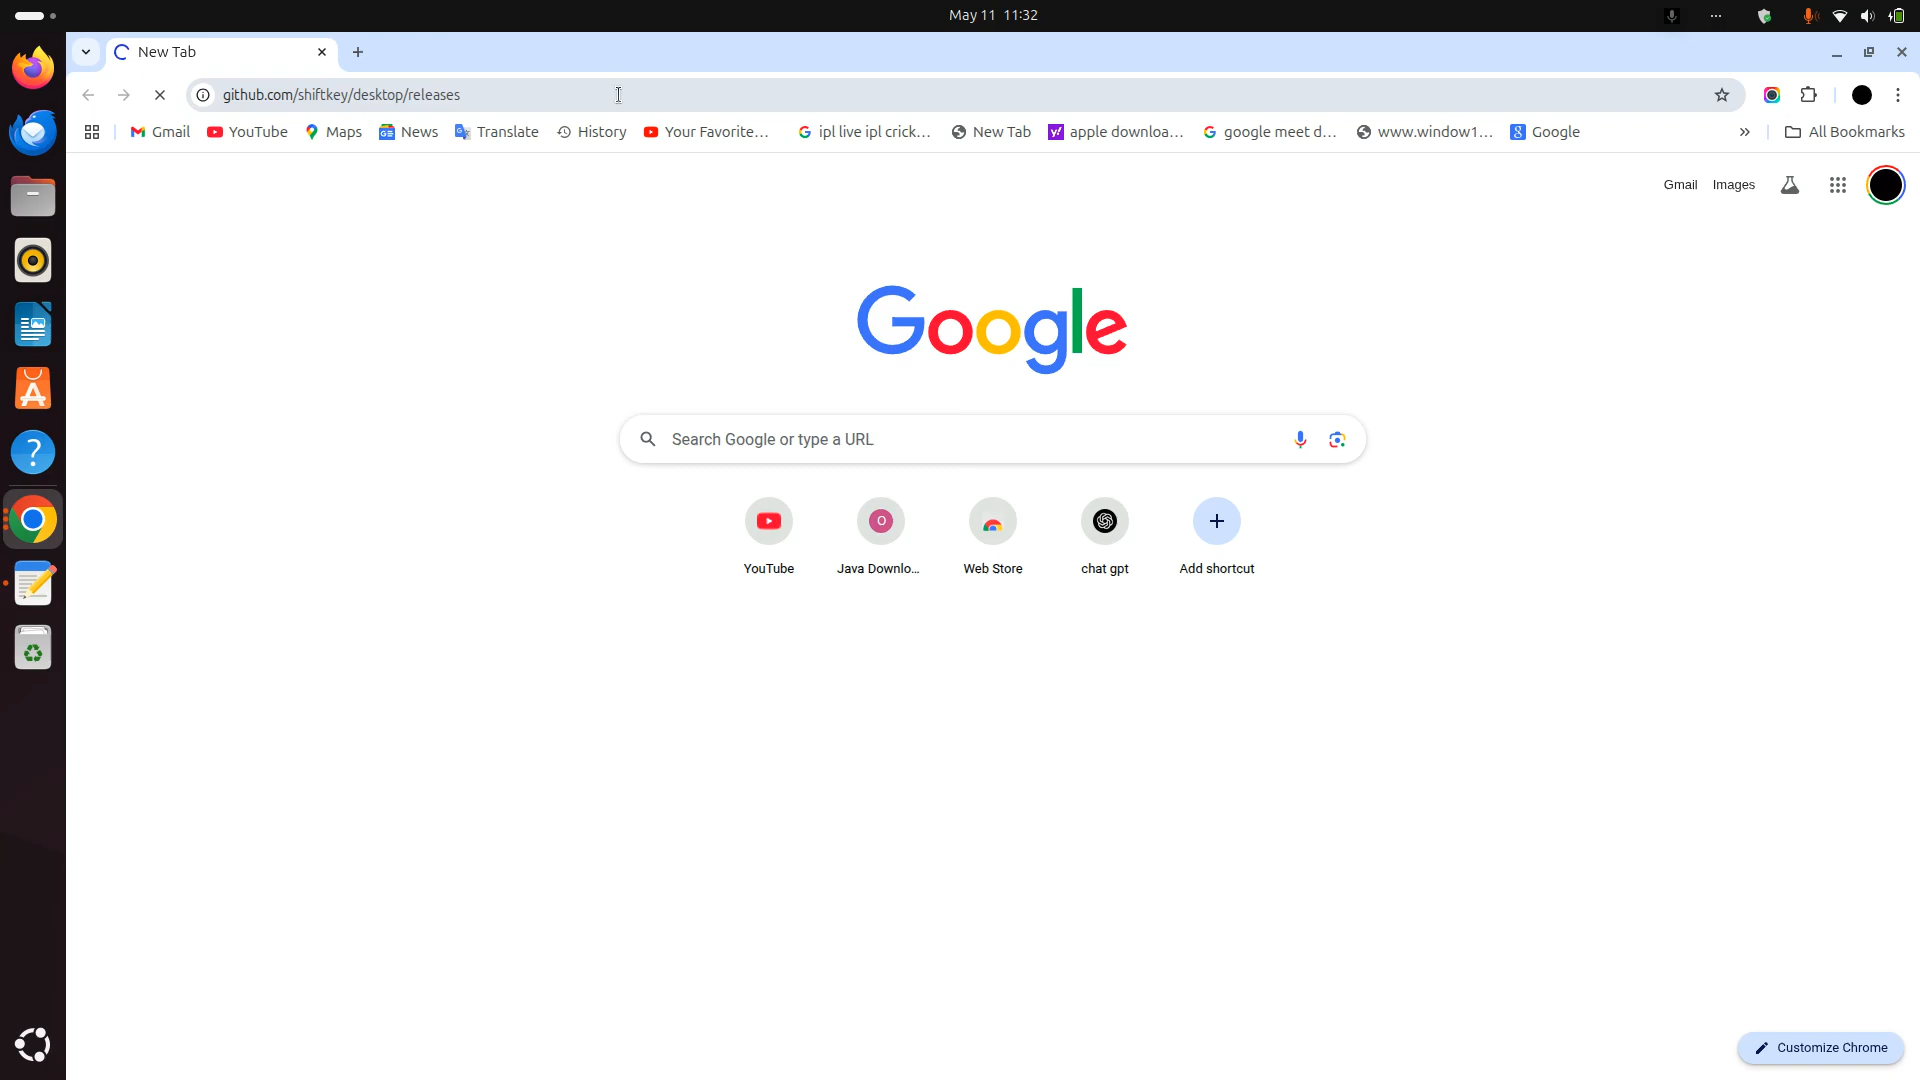 May 11 11:32
New Tab
github.com/shiftkey/desktop/releases
Gmail
YouTube
Maps
News
Translate
History
Your Favorite...
ipl live ipl crick...
New Tab
apple downloa...
google meet d...
www.window1...
Google
All Bookmarks
Gmail
Images
Google
Search Google or type a URL
O
YouTube
Java Downlo...
Web Store
chat gpt
Add shortcut
Customize Chrome